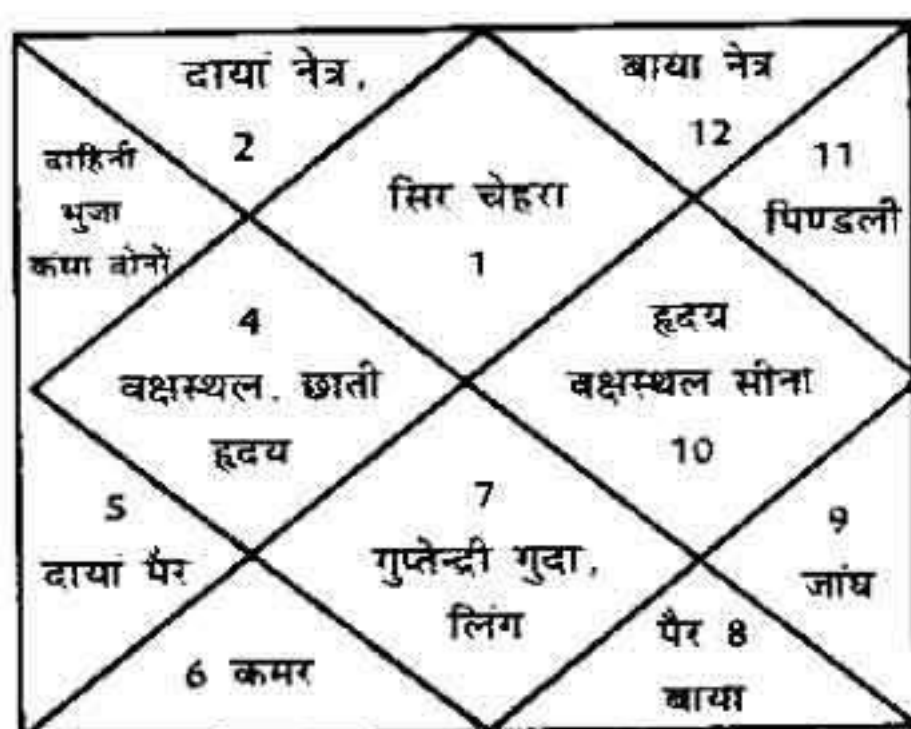 दायां नेत्र,
2
बाया नेत्र
12
दाहिनी
भुजा
कंधा दोनों
सिर चेहरा
1
11
पिण्डली
4
वक्षस्थल. छाती
हृदय
हृदय
वक्षस्थल सीना
10
5
दायां पैर
7
गुप्तेन्द्री गुदा,
लिंग
9
जांघ
6 कमर
पैर 8
बाया